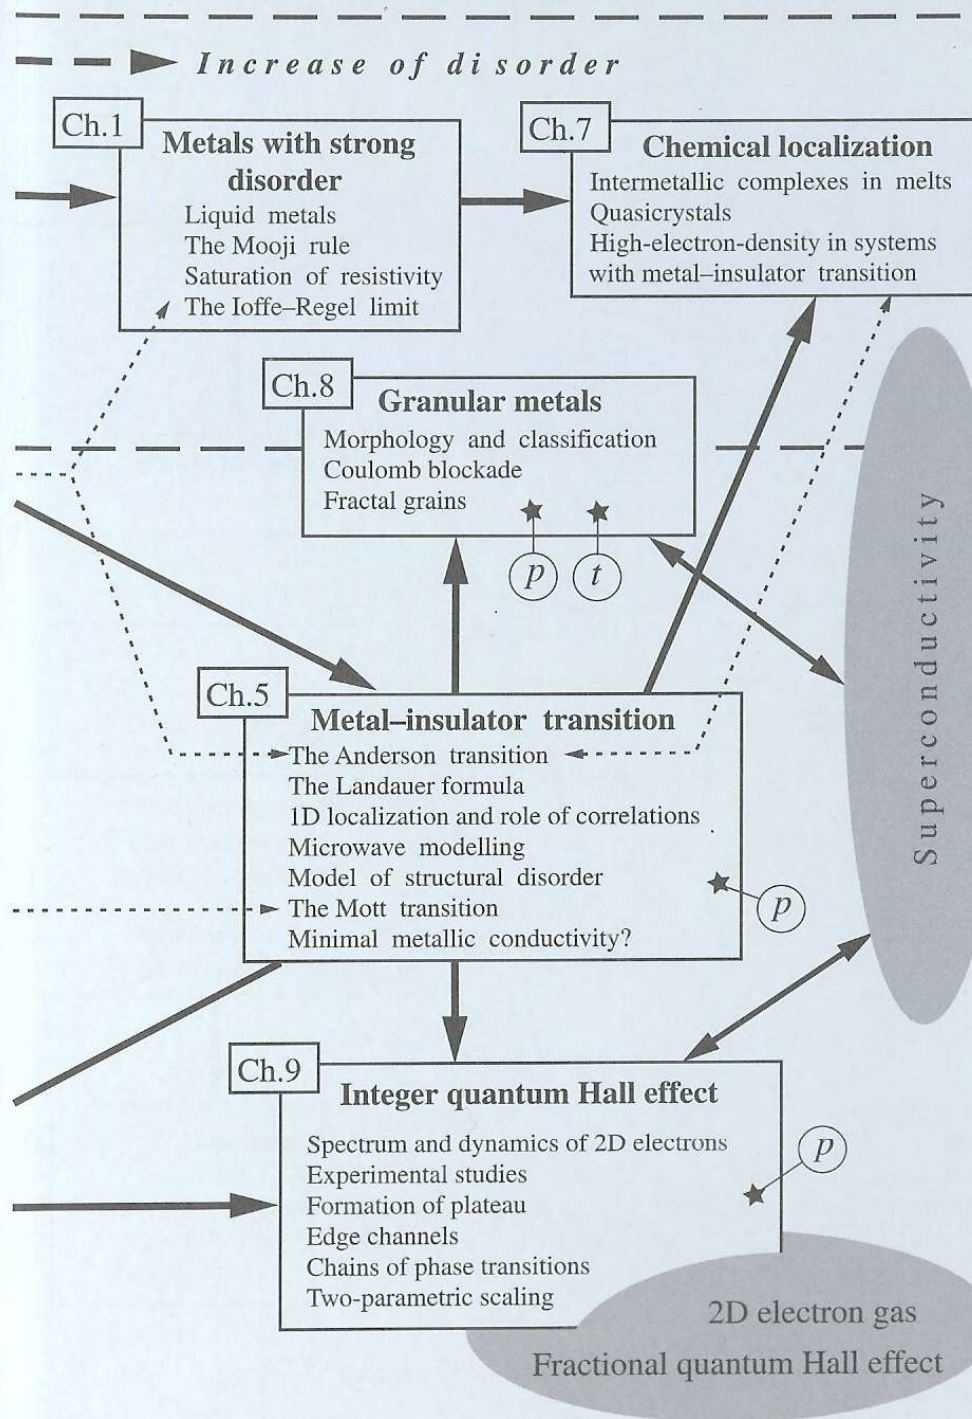 Increase of disorder
Ch.1
Metals with strong
disorder
Liquid metals
The Mooji rule
Saturation of resistivity
The Ioffe–Regel limit
Ch.7
Chemical localization
Intermetallic complexes in melts
Quasicrystals
High-electron-density in systems
with metal–insulator transition
Ch.8
Granular metals
Morphology and classification
Coulomb blockade
Fractal grains
p
t
Superconductivity
Ch.5
Metal–insulator transition
The Anderson transition
The Landauer formula
1D localization and role of correlations
Microwave modelling
Model of structural disorder
The Mott transition
Minimal metallic conductivity?
p
Ch.9
Integer quantum Hall effect
Spectrum and dynamics of 2D electrons
Experimental studies
Formation of plateau
Edge channels
Chains of phase transitions
Two-parametric scaling
p
2D electron gas
Fractional quantum Hall effect